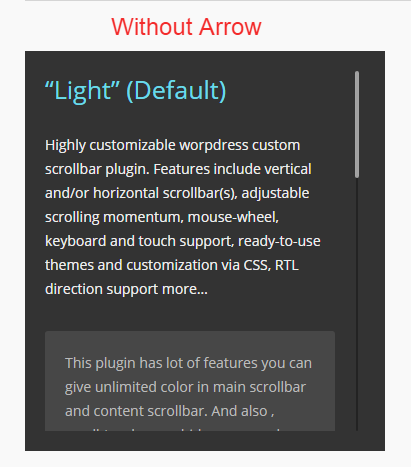 Without Arrow
“Light” (Default)
Highly customizable worpdress custom
scrollbar plugin. Features include vertical
and/or horizontal scrollbar(s), adjustable
scrolling momentum, mouse-wheel,
keyboard and touch support, ready-to-use
themes and customization via CSS, RTL
direction support more...
This plugin has lot of features you can
give unlimited color in main scrollbar
and content scrollbar. And also ,